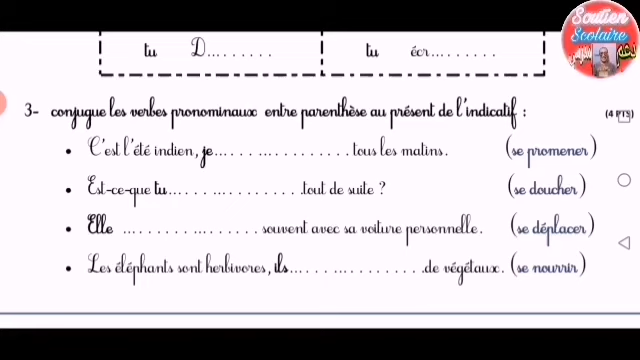 Soutien
Scolaire
نعم
tu D............ tu écr............
3- conjugue les verbes pronominaux entre parenthèse au présent de l'indicatif : (4 PTS)
• C'est l'été indien, je..................tous les matins. (se promener)
• Est-ce-que tu..................tout de suite ? (se doucher)
• Elle ..................souvent avec sa voiture personnelle. (se déplacer)
• Les éléphants sont herbivores, ils..................de végétaux. (se nourrir)